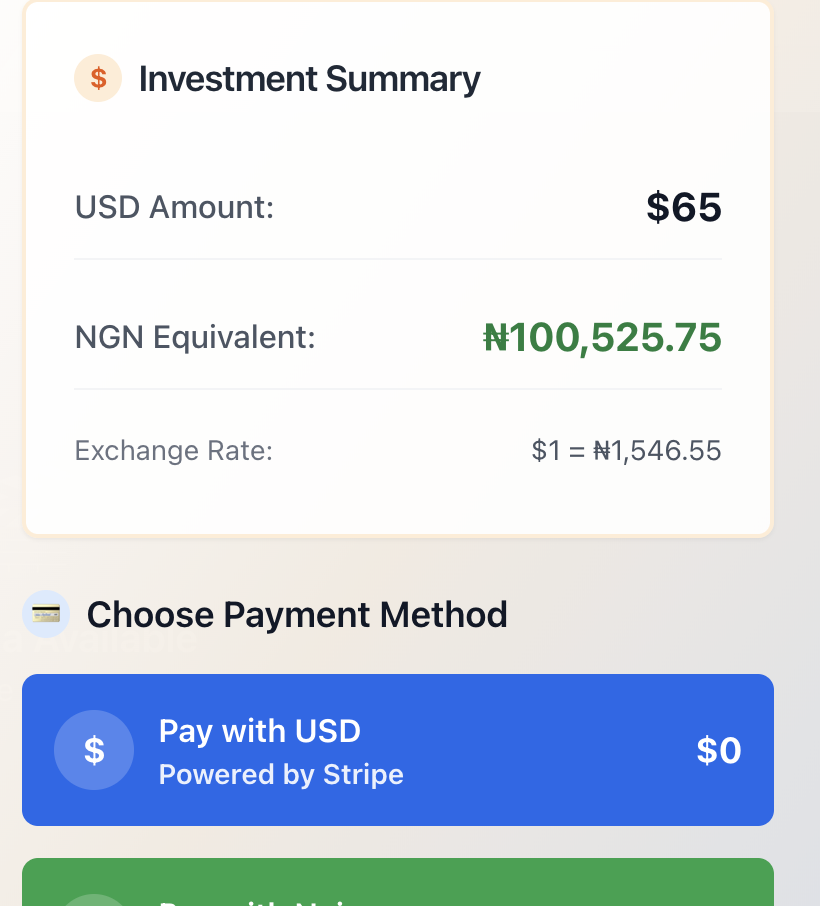 $ Investment Summary
USD Amount: $65
NGN Equivalent: ₦100,525.75
Exchange Rate: $1 = ₦1,546.55
Choose Payment Method
$ Pay with USD $0
Powered by Stripe